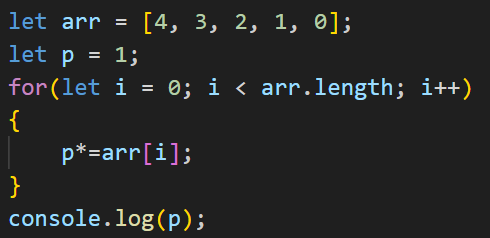 let arr = [4, 3, 2, 1, 0];
let p = 1;
for(let i = 0; i < arr.length; i++)
{
    p*=arr[i];
}
console.log(p);